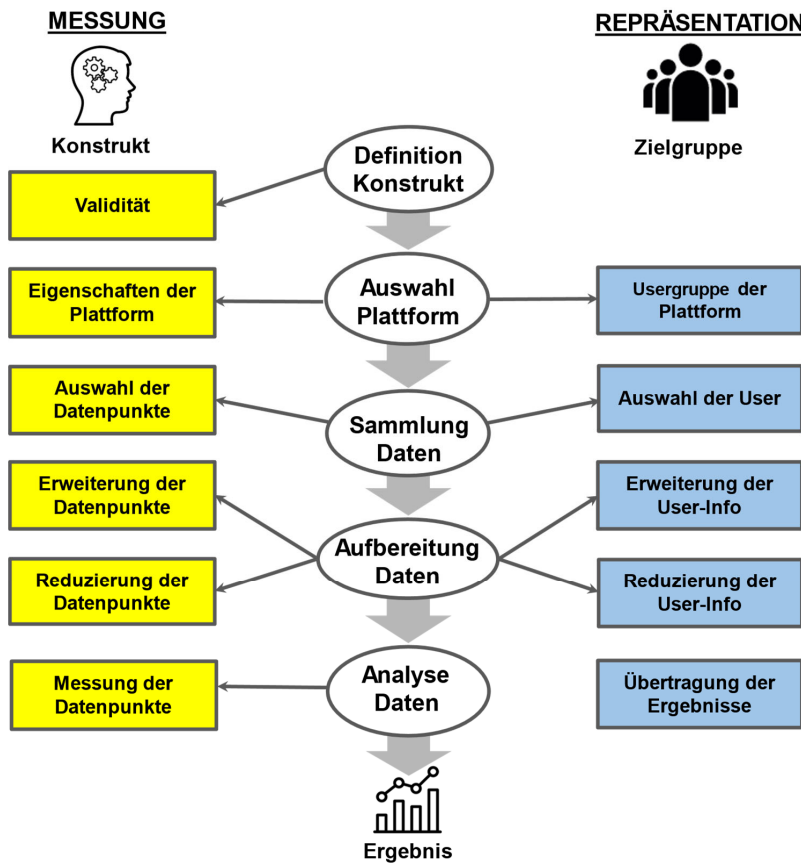 MESSUNG
REPRÄSENTATION
Konstrukt
Zielgruppe
Definition
Konstrukt
Validität
Auswahl
Plattform
Eigenschaften der
Plattform
Usergruppe der
Plattform
Auswahl der
Datenpunkte
Sammlung
Daten
Auswahl der User
Erweiterung der
Datenpunkte
Erweiterung der
User-Info
Aufbereitung
Daten
Reduzierung der
Datenpunkte
Reduzierung der
User-Info
Analyse
Daten
Messung der
Datenpunkte
Übertragung der
Ergebnisse
Ergebnis